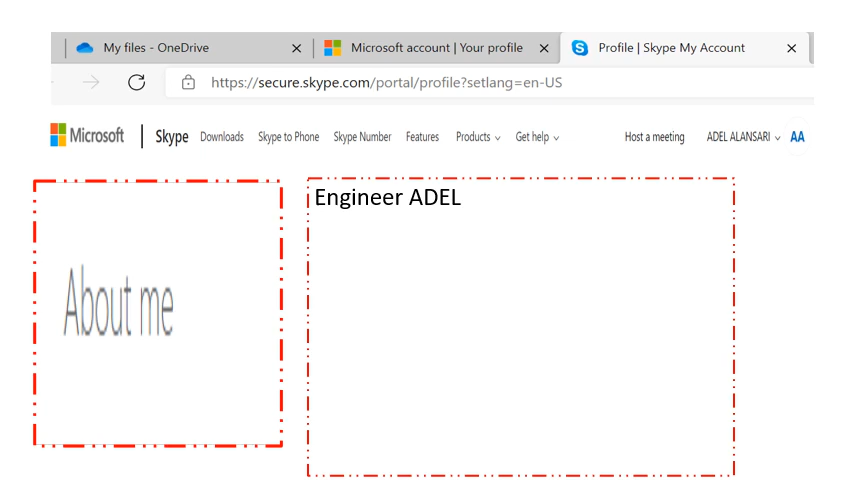 My files - OneDrive
Microsoft account | Your profile
Profile | Skype My Account
https://secure.skype.com/portal/profile?setlang=en-US
Microsoft | Skype Downloads Skype to Phone Skype Number Features Products Get help Host a meeting ADEL ALANSARI AA
Engineer ADEL
About me